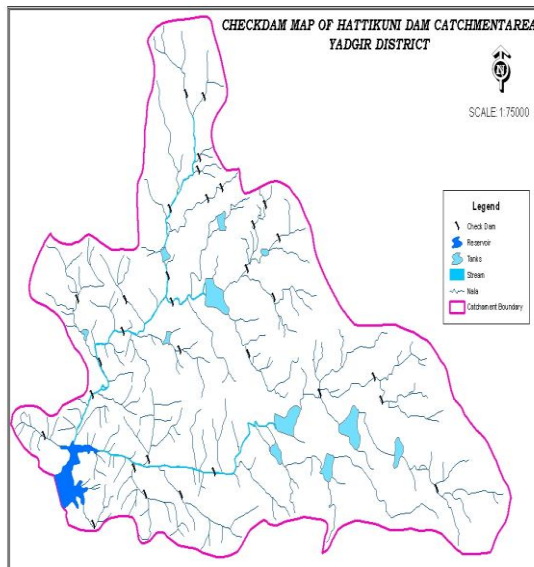 CHECKDAM MAP OF HATTIKUNI DAM CATCHMENTAREA
YADGIR DISTRICT
N
SCALE 1:75000
Legend
Check Dam
Reservoir
Tanks
Stream
Nala
Catchament Boundary